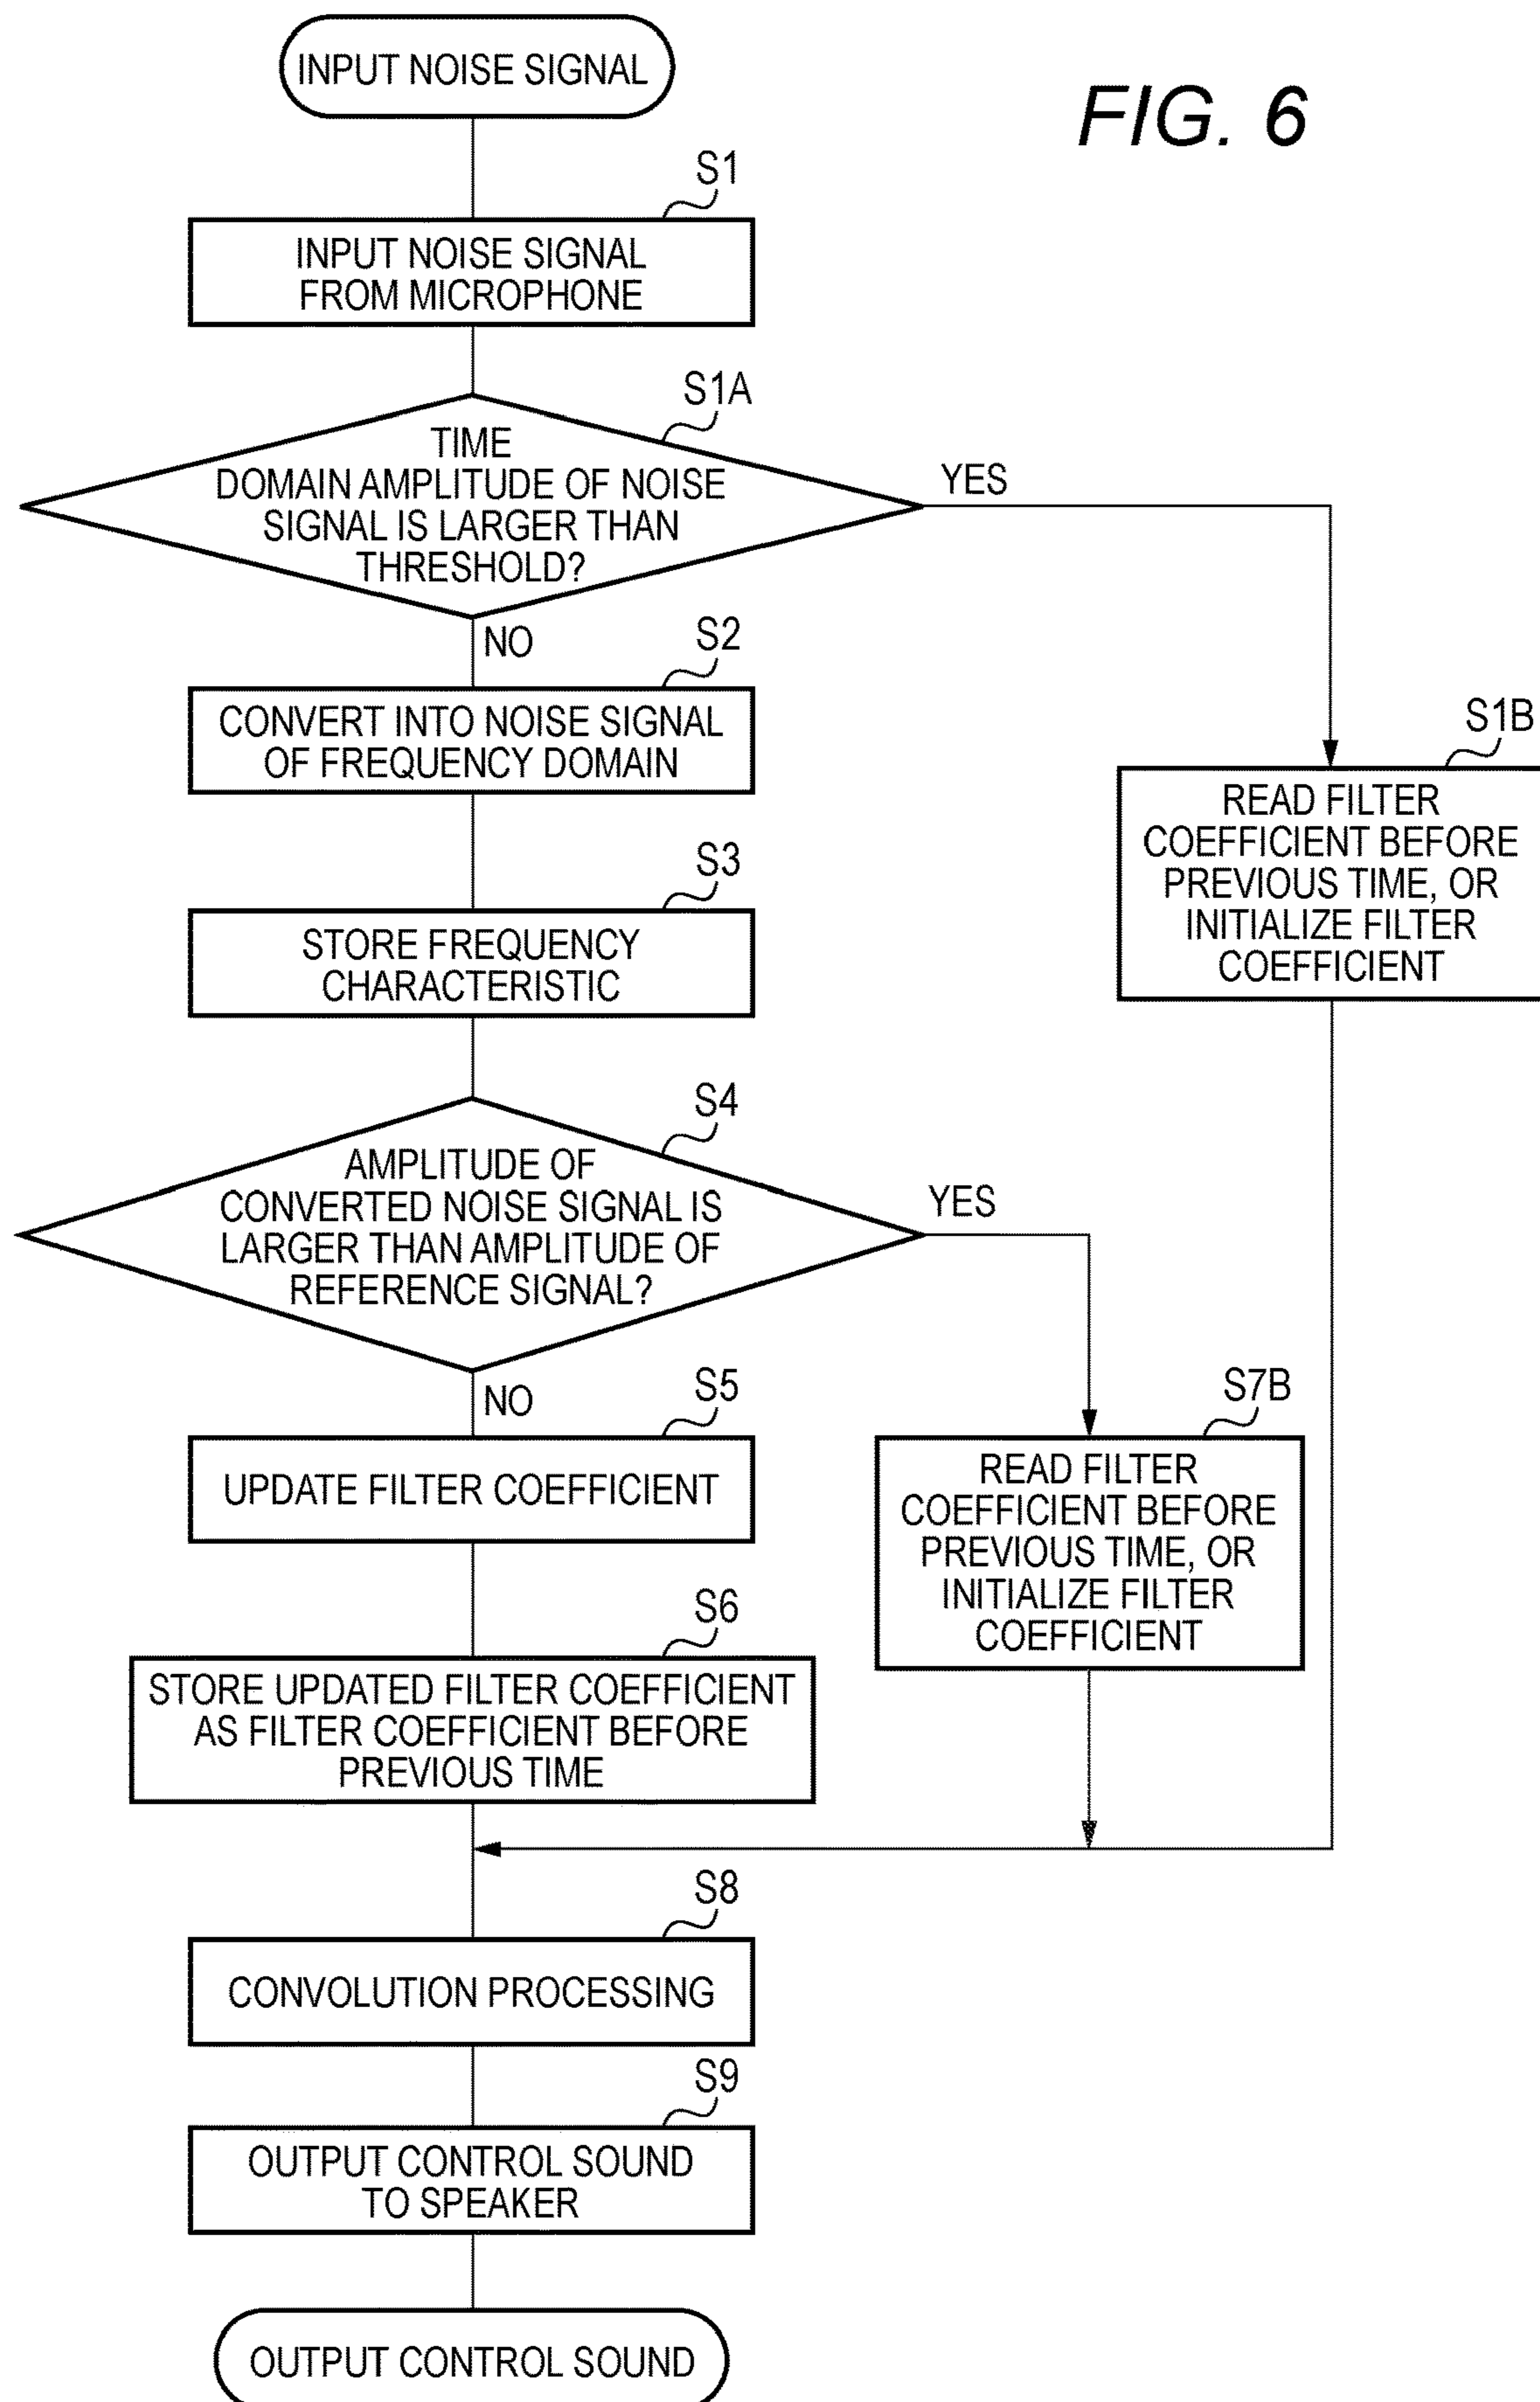 INPUT NOISE SIGNAL
FIG. 6
S1
INPUT NOISE SIGNAL
FROM MICROPHONE
S1A
TIME
DOMAIN AMPLITUDE OF NOISE
SIGNAL IS LARGER THAN
THRESHOLD?
YES
NO
S2
CONVERT INTO NOISE SIGNAL
OF FREQUENCY DOMAIN
S1B
READ FILTER
COEFFICIENT BEFORE
PREVIOUS TIME, OR
INITIALIZE FILTER
COEFFICIENT
S3
STORE FREQUENCY
CHARACTERISTIC
S4
AMPLITUDE OF
CONVERTED NOISE SIGNAL IS
LARGER THAN AMPLITUDE OF
REFERENCE SIGNAL?
YES
NO
S5
UPDATE FILTER COEFFICIENT
S7B
READ FILTER
COEFFICIENT BEFORE
PREVIOUS TIME, OR
INITIALIZE FILTER
COEFFICIENT
S6
STORE UPDATED FILTER COEFFICIENT
AS FILTER COEFFICIENT BEFORE
PREVIOUS TIME
S8
CONVOLUTION PROCESSING
S9
OUTPUT CONTROL SOUND
TO SPEAKER
OUTPUT CONTROL SOUND